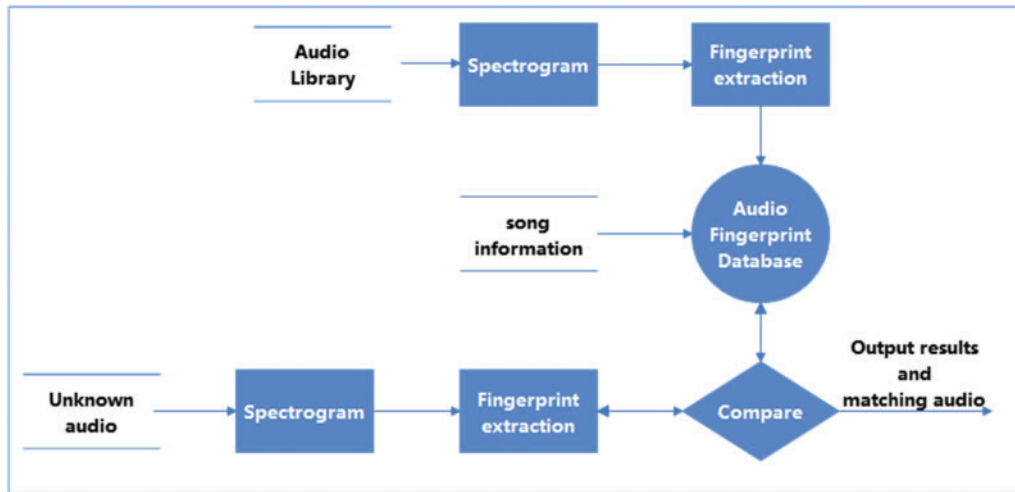 Audio
Library
Spectrogram
Fingerprint
extraction
song
information
Audio
Fingerprint
Database
Unknown
audio
Spectrogram
Fingerprint
extraction
Compare
Output results
and
matching audio